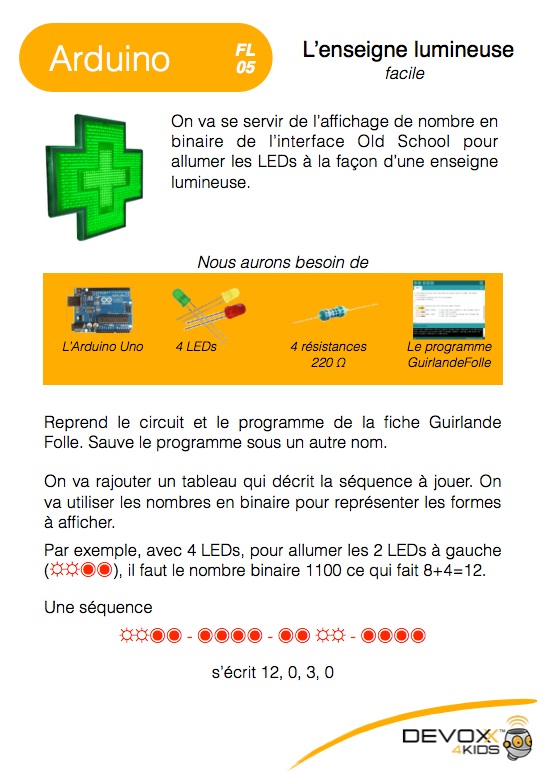 Arduino
FL
05
L’enseigne lumineuse
facile
On va se servir de l’affichage de nombre en
binaire de l’interface Old School pour
allumer les LEDs à la façon d’une enseigne
lumineuse.
Nous aurons besoin de
L’Arduino Uno
4 LEDs
4 résistances
220 Ω
Le programme
GuirlandeFolle
Reprend le circuit et le programme de la fiche Guirlande
Folle. Sauve le programme sous un autre nom.
On va rajouter un tableau qui décrit la séquence à jouer. On
va utiliser les nombres en binaire pour représenter les formes
à afficher.
Par exemple, avec 4 LEDs, pour allumer les 2 LEDs à gauche
(☼☼◉◉), il faut le nombre binaire 1100 ce qui fait 8+4=12.
Une séquence
☼☼◉◉ - ◉◉◉◉ - ◉◉ ☼☼ - ◉◉◉◉
s’écrit 12, 0, 3, 0
DEVOXX™
4KIDS